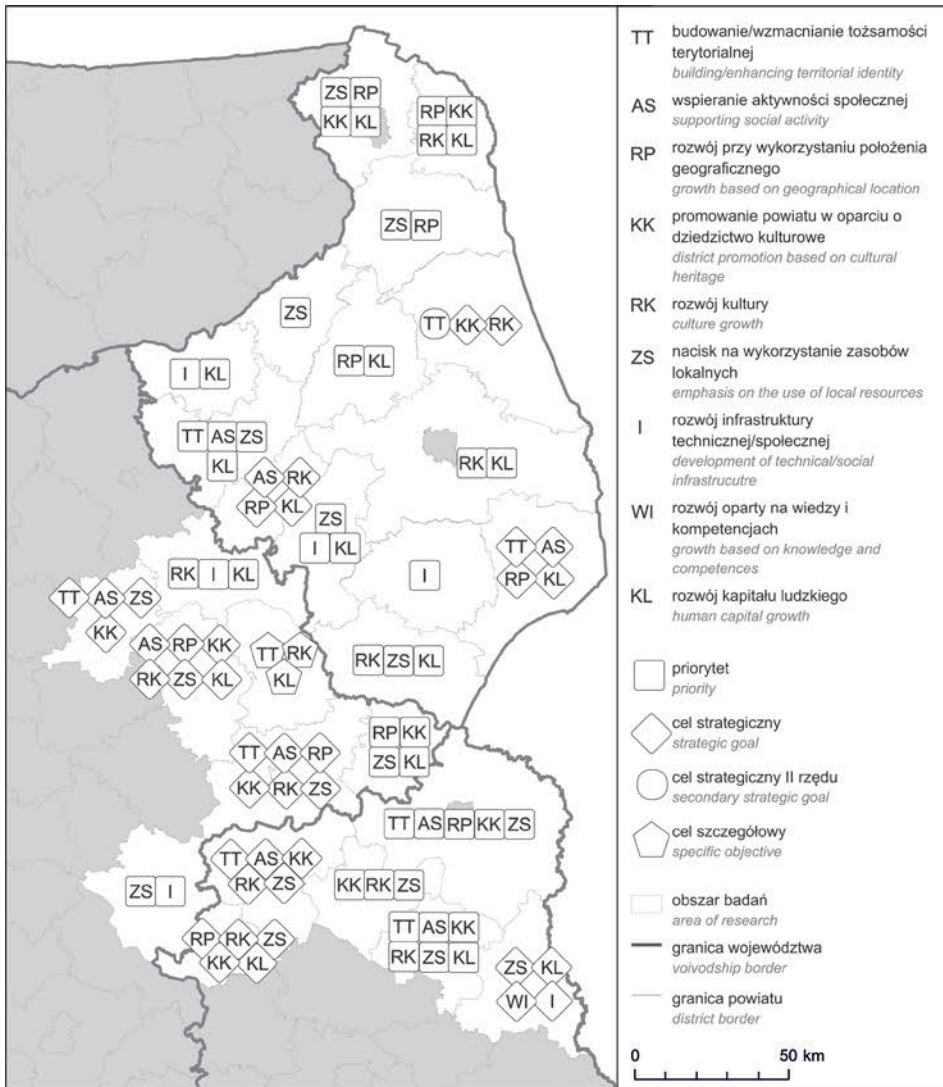 ZS RP
KK KL
RP KK
RK KL
ZS RP
ZS
TT KK RK
RP KL
I KL
TT AS ZS
KL
RK KL
AS RK
RP KL
ZS
I KL
TT AS
RP KL
I
RK I KL
TT AS ZS
KK
AS RP KK
RK ZS KL
TT RK
KL
RK ZS KL
RP KK
ZS KL
TT AS RP
KK RK ZS
TT AS RP KK ZS
TT AS KK
RK ZS
KK RK ZS
ZS I
TT AS KK
RK ZS KL
RP RK ZS
KK KL
ZS KL
WI I
TT budowanie/wzmacnianie tożsamości
terytorialnej
building/enhancing territorial identity
AS wspieranie aktywności społecznej
supporting social activity
RP rozwój przy wykorzystaniu położenia
geograficznego
growth based on geographical location
KK promowanie powiatu w oparciu o
dziedzictwo kulturowe
district promotion based on cultural
heritage
RK rozwój kultury
culture growth
ZS nacisk na wykorzystanie zasobów
lokalnych
emphasis on the use of local resources
I rozwój infrastruktury
technicznej/społecznej
development of technical/social
infrastrucutre
WI rozwój oparty na wiedzy i
kompetencjach
growth based on knowledge and
competences
KL rozwój kapitału ludzkiego
human capital growth
priorytet
priority
cel strategiczny
strategic goal
cel strategiczny II rzędu
secondary strategic goal
cel szczegółowy
specific objective
obszar badań
area of research
granica województwa
voivodship border
granica powiatu
district border
0 50 km